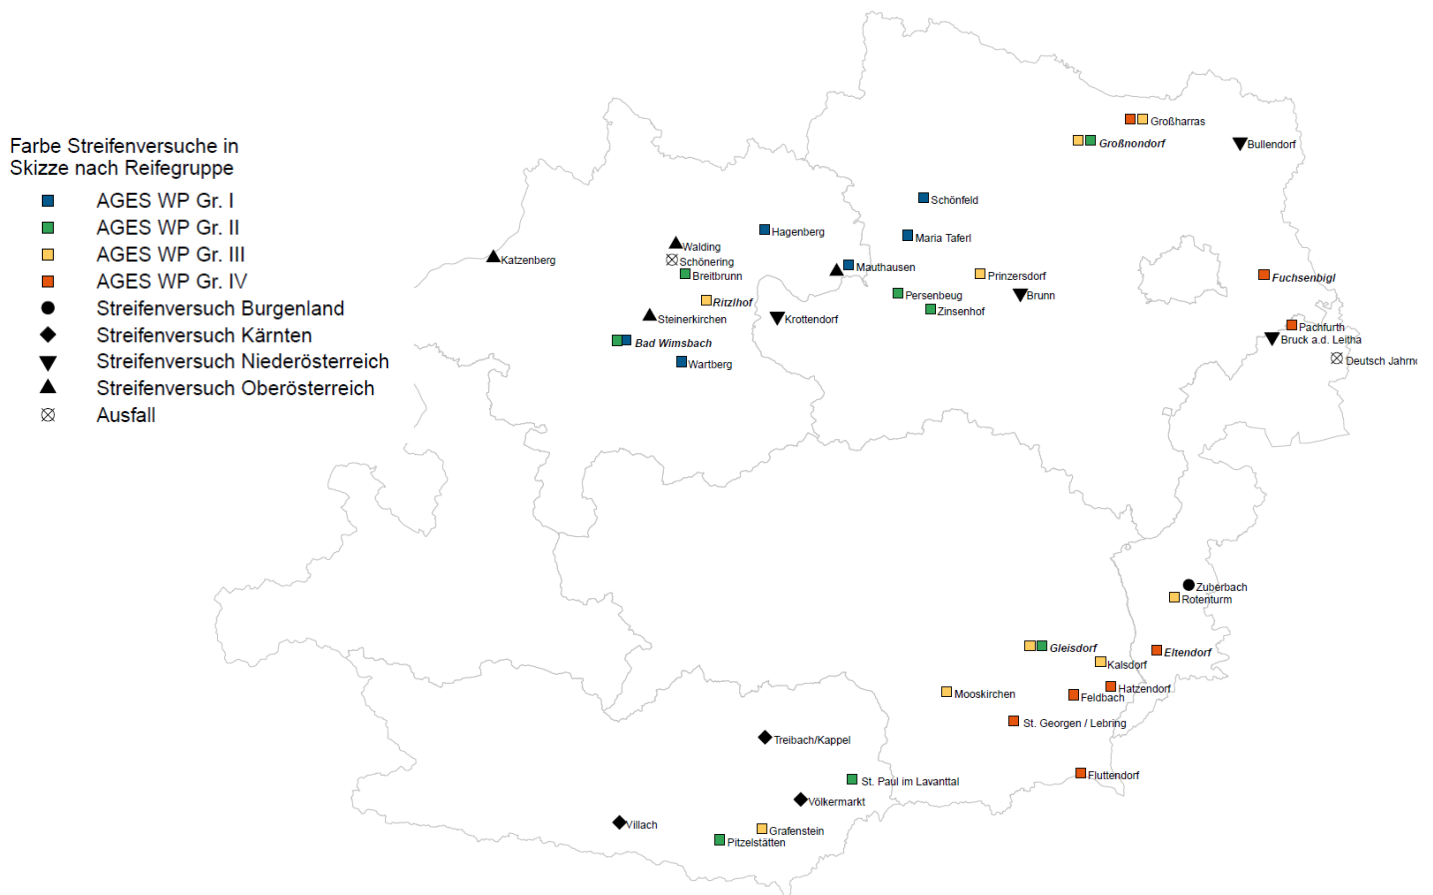 Farbe Streifenversuche in
Skizze nach Reifegruppe
AGES WP Gr. I
AGES WP Gr. II
AGES WP Gr. III
AGES WP Gr. IV
Streifenversuch Burgenland
Streifenversuch Kärnten
Streifenversuch Niederösterreich
Streifenversuch Oberösterreich
Ausfall
Großharras
Großnondorf
Bullendorf
Schönfeld
Hagenberg
Maria Taferl
Walding
Katzenberg
Schönering
Mauthausen
Breitbrunn
Prinzersdorf
Fuchsenbigl
Persenbeug
Brunn
Ritzlhof
Zinsenhof
Steinerkirchen
Krottendorf
Pachfurth
Bruck a.d. Leitha
Bad Wimsbach
Wartberg
Deutsch Jahrno
Zuberbach
Rotenturm
Gleisdorf
Eltendorf
Kalsdorf
Hatzendorf
Mooskirchen
Feldbach
St. Georgen / Lebring
Treibach/Kappel
Fluttendorf
St. Paul im Lavanttal
Völkermarkt
Villach
Grafenstein
Pitzelstätten